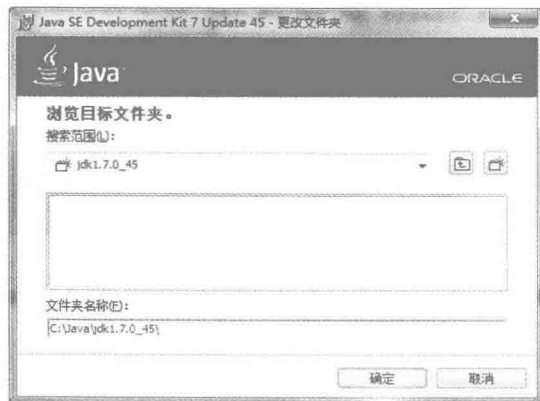 Java SE Development Kit 7 Update 45 - 更改文件夹
Java
ORACLE
浏览目标文件夹。
搜索范围(L):
jdk1.7.0_45
文件夹名称(F):
C:\Java\jdk1.7.0_45\
确定
取消